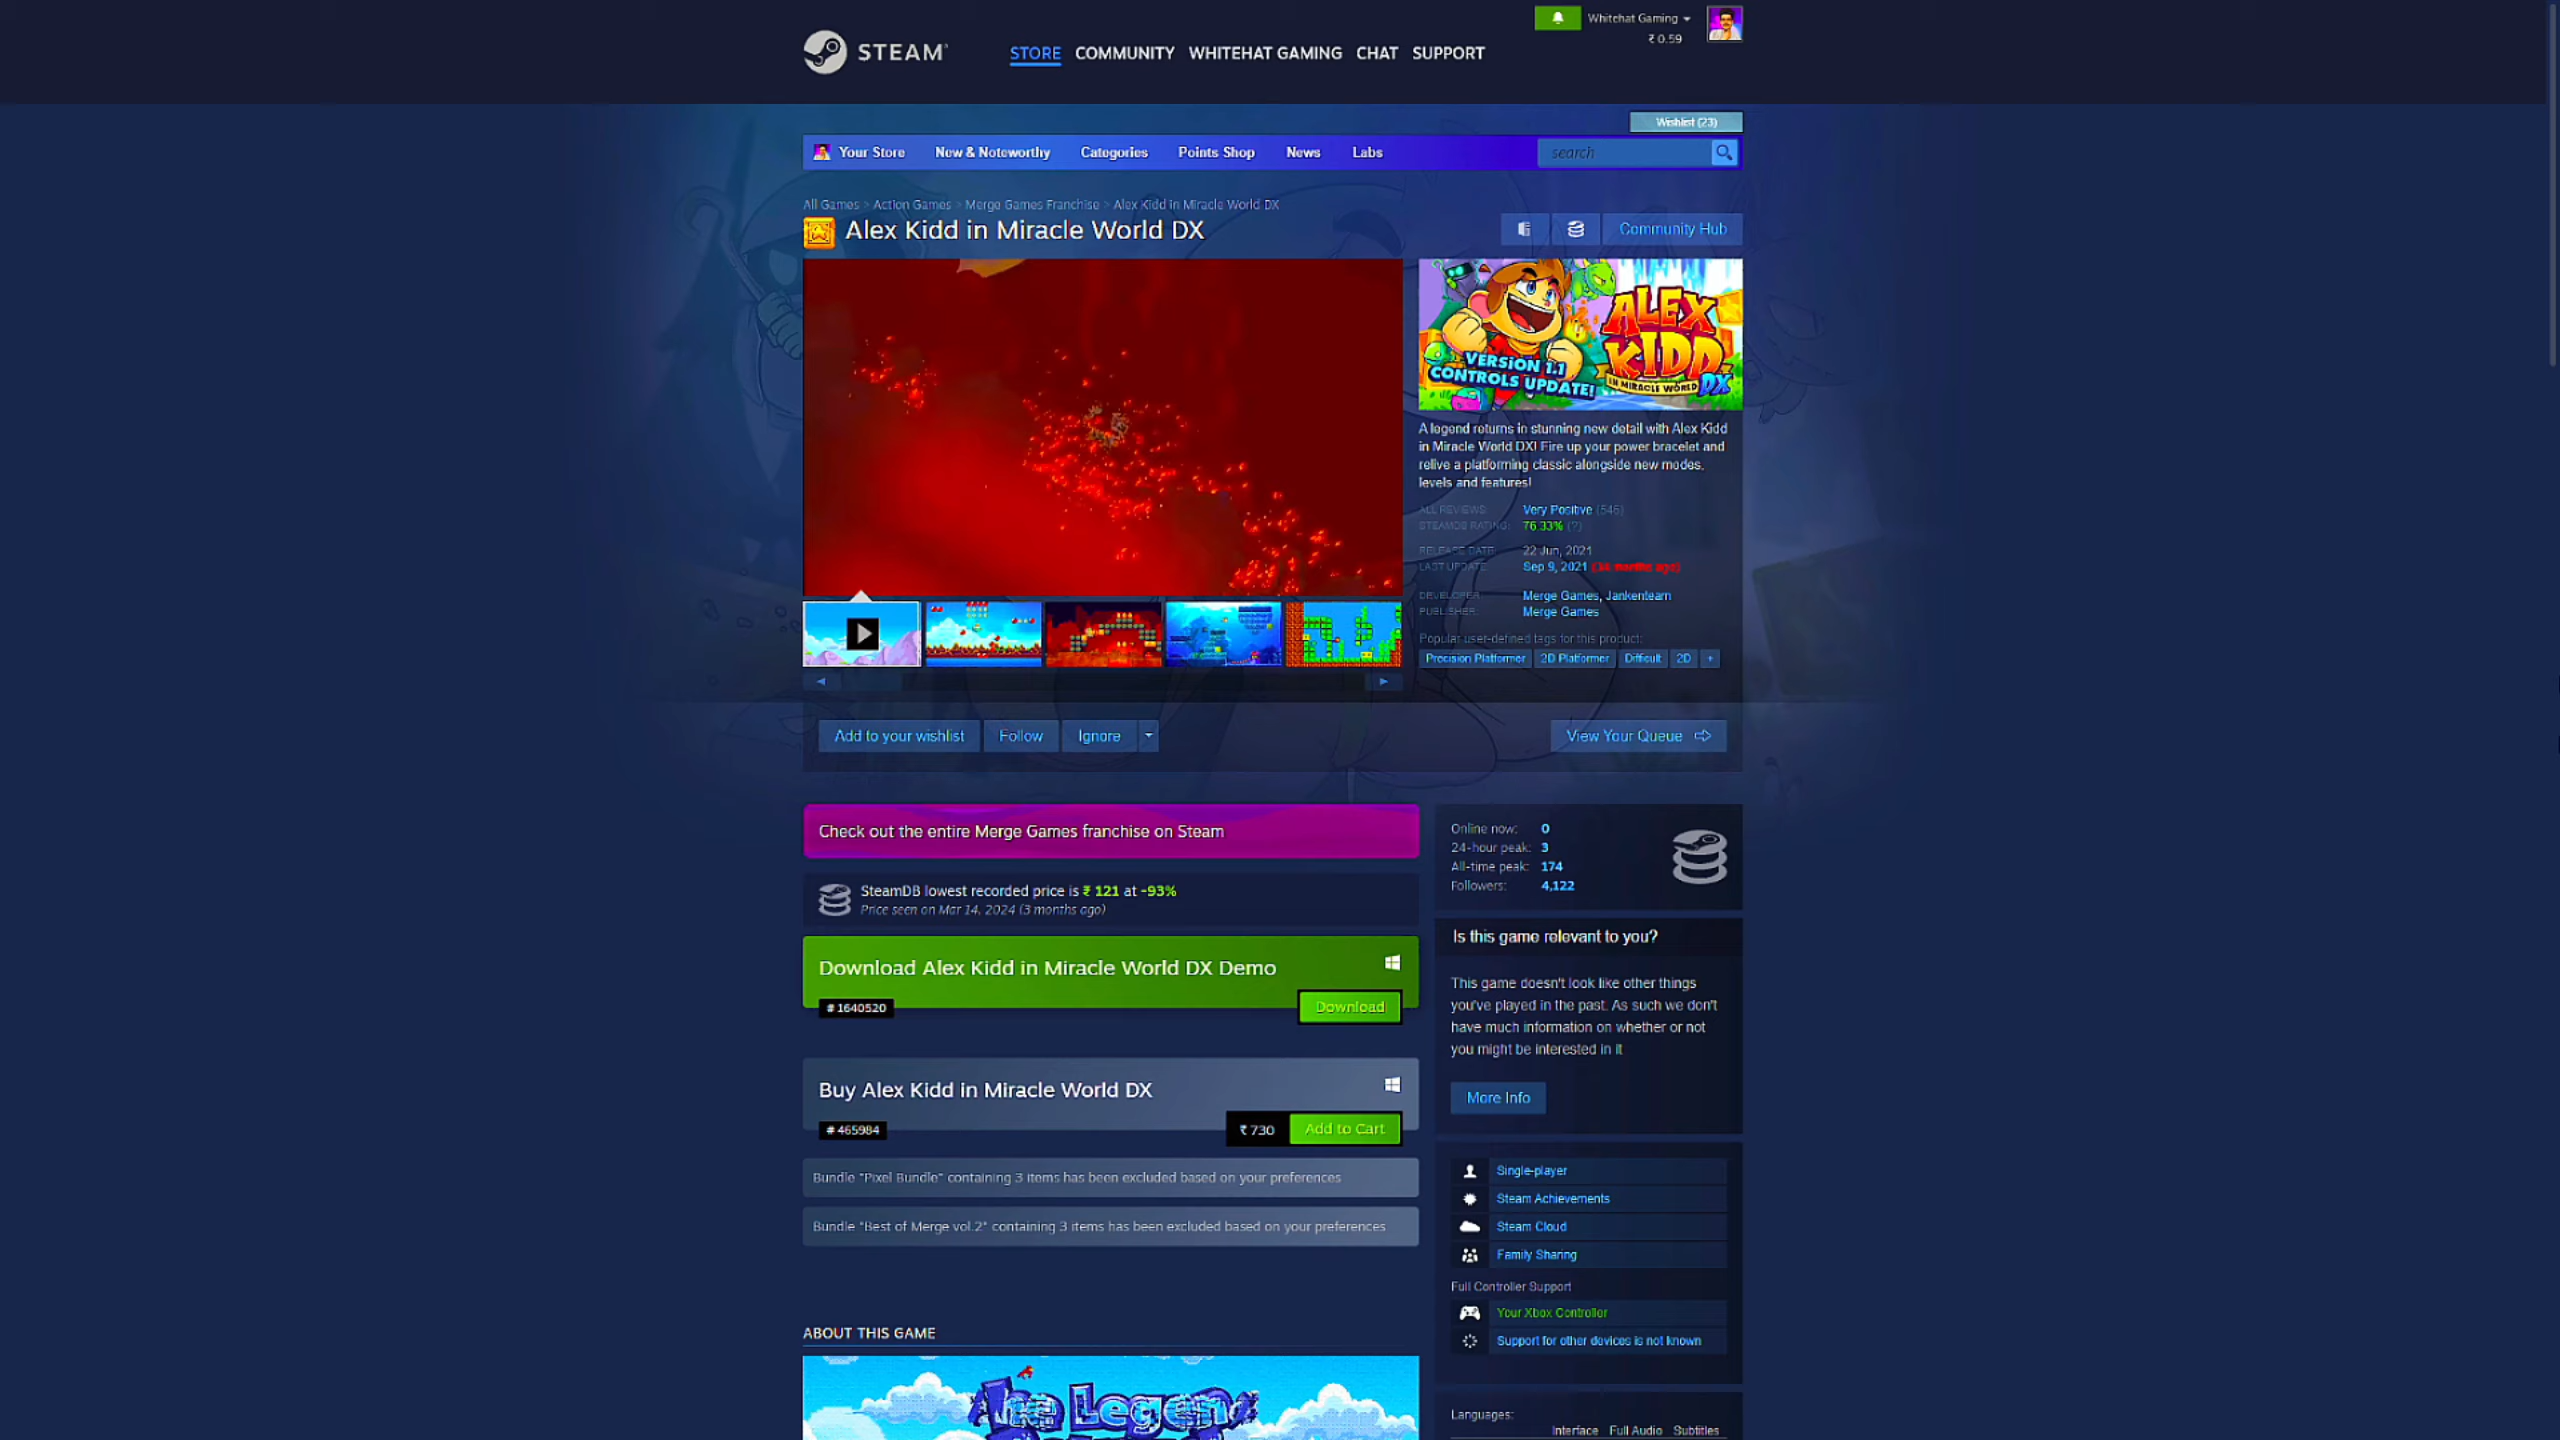 Whitehat Gaming
₹ 0.59
STEAM
STORE COMMUNITY WHITEHAT GAMING CHAT SUPPORT
Wishlist (23)
Your Store New & Noteworthy Categories Points Shop News Labs search
All Games > Action Games > Merge Games Franchise > Alex Kidd in Miracle World DX
Alex Kidd in Miracle World DX
Community Hub
ALEX KIDD
IN MIRACLE WORLD DX
VERSION 1.1
CONTROLS UPDATE!
A legend returns in stunning new detail with Alex Kidd
in Miracle World DX! Fire up your power bracelet and
relive a platforming classic alongside new modes,
levels and features!
ALL REVIEWS: Very Positive (546)
STEAMDB RATING: 76.33% (?)
RELEASE DATE: 22 Jun, 2021
LAST UPDATE: Sep 9, 2021 (34 months ago)
DEVELOPER: Merge Games, Jankenteam
PUBLISHER: Merge Games
Popular user-defined tags for this product:
Precision Platformer 2D Platformer Difficult 2D +
Add to your wishlist Follow Ignore
View Your Queue
Check out the entire Merge Games franchise on Steam
SteamDB lowest recorded price is ₹ 121 at -93%
Price seen on Mar 14, 2024 (3 months ago)
Download Alex Kidd in Miracle World DX Demo
# 1640520
Download
Buy Alex Kidd in Miracle World DX
# 465984
₹ 730 Add to Cart
Bundle "Pixel Bundle" containing 3 items has been excluded based on your preferences
Bundle "Best of Merge vol.2" containing 3 items has been excluded based on your preferences
ABOUT THIS GAME
The Legend
Online now: 0
24-hour peak: 3
All-time peak: 174
Followers: 4,122
Is this game relevant to you?
This game doesn't look like other things
you've played in the past. As such we don't
have much information on whether or not
you might be interested in it
More Info
Single-player
Steam Achievements
Steam Cloud
Family Sharing
Full Controller Support
Your Xbox Controller
Support for other devices is not known
Languages:
Interface Full Audio Subtitles